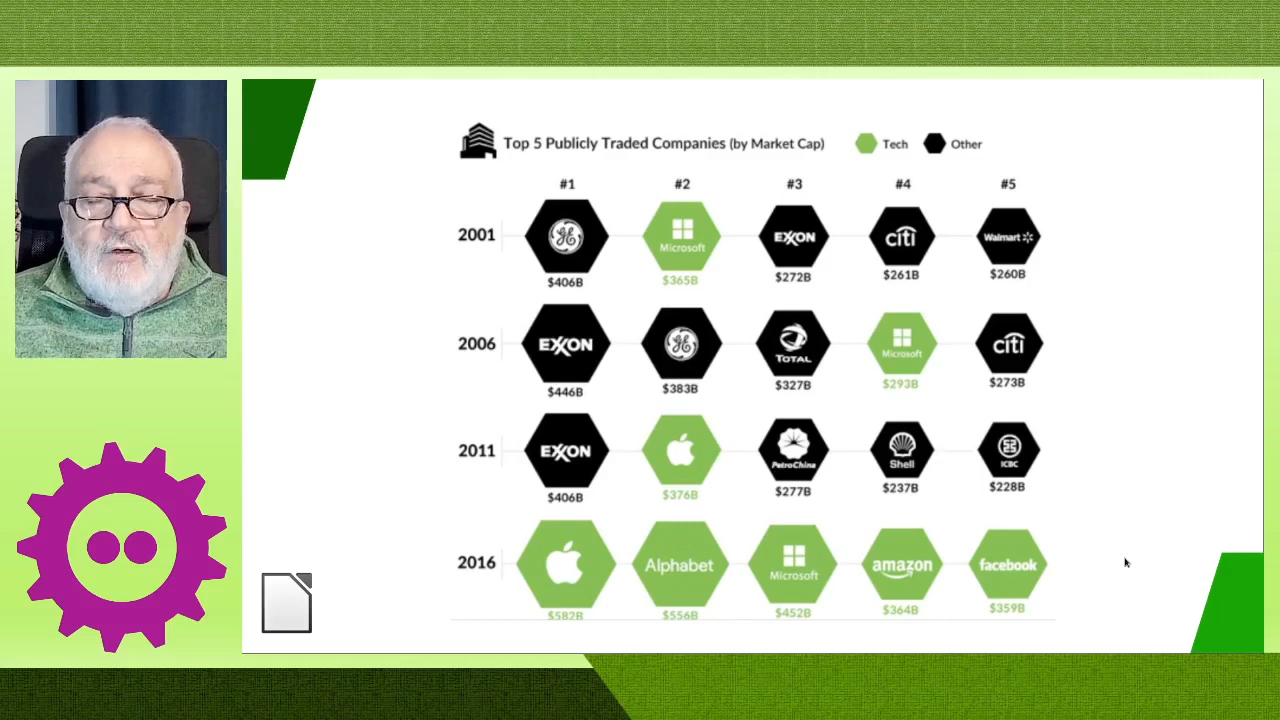 Top 5 Publicly Traded Companies (by Market Cap) Tech Other
#1 #2 #3 #4 #5
2001 Microsoft EXXON citi Walmart
$406B $365B $272B $261B $260B
2006 EXXON TOTAL Microsoft citi
$446B $383B $327B $293B $273B
2011 EXXON PetroChina Shell ICBC
$406B $376B $277B $237B $228B
2016 Alphabet Microsoft amazon facebook
$582B $556B $452B $364B $359B